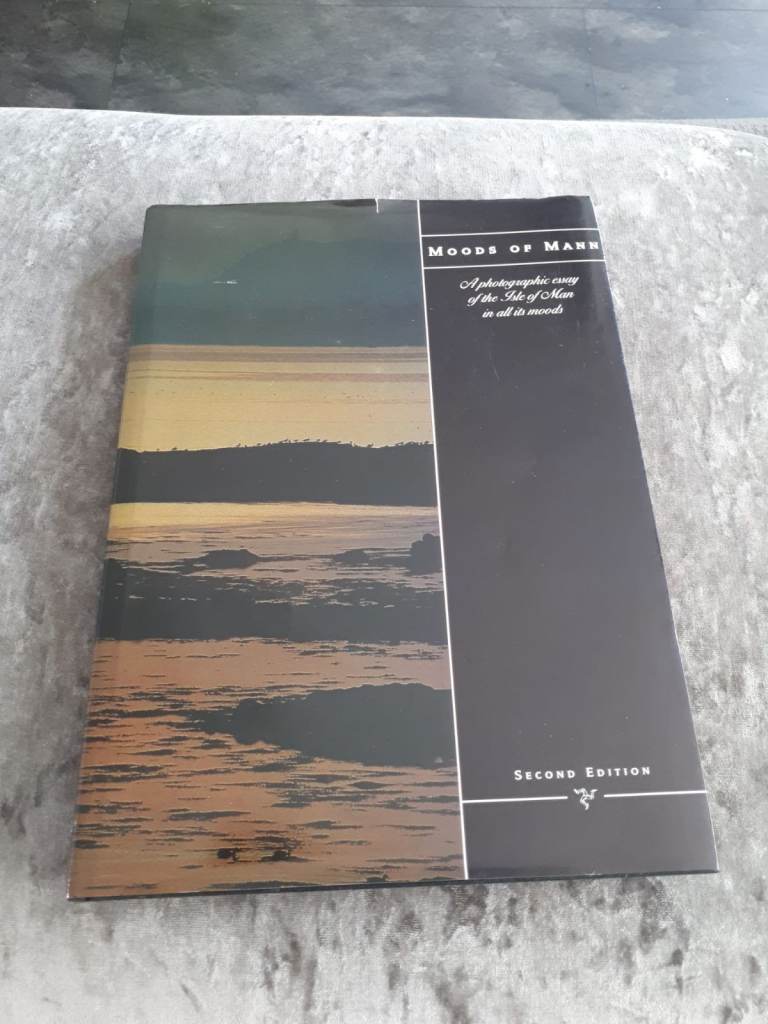 MOODS OF MANN
A photographic essay
of the Isle of Man
in all its moods
SECOND EDITION